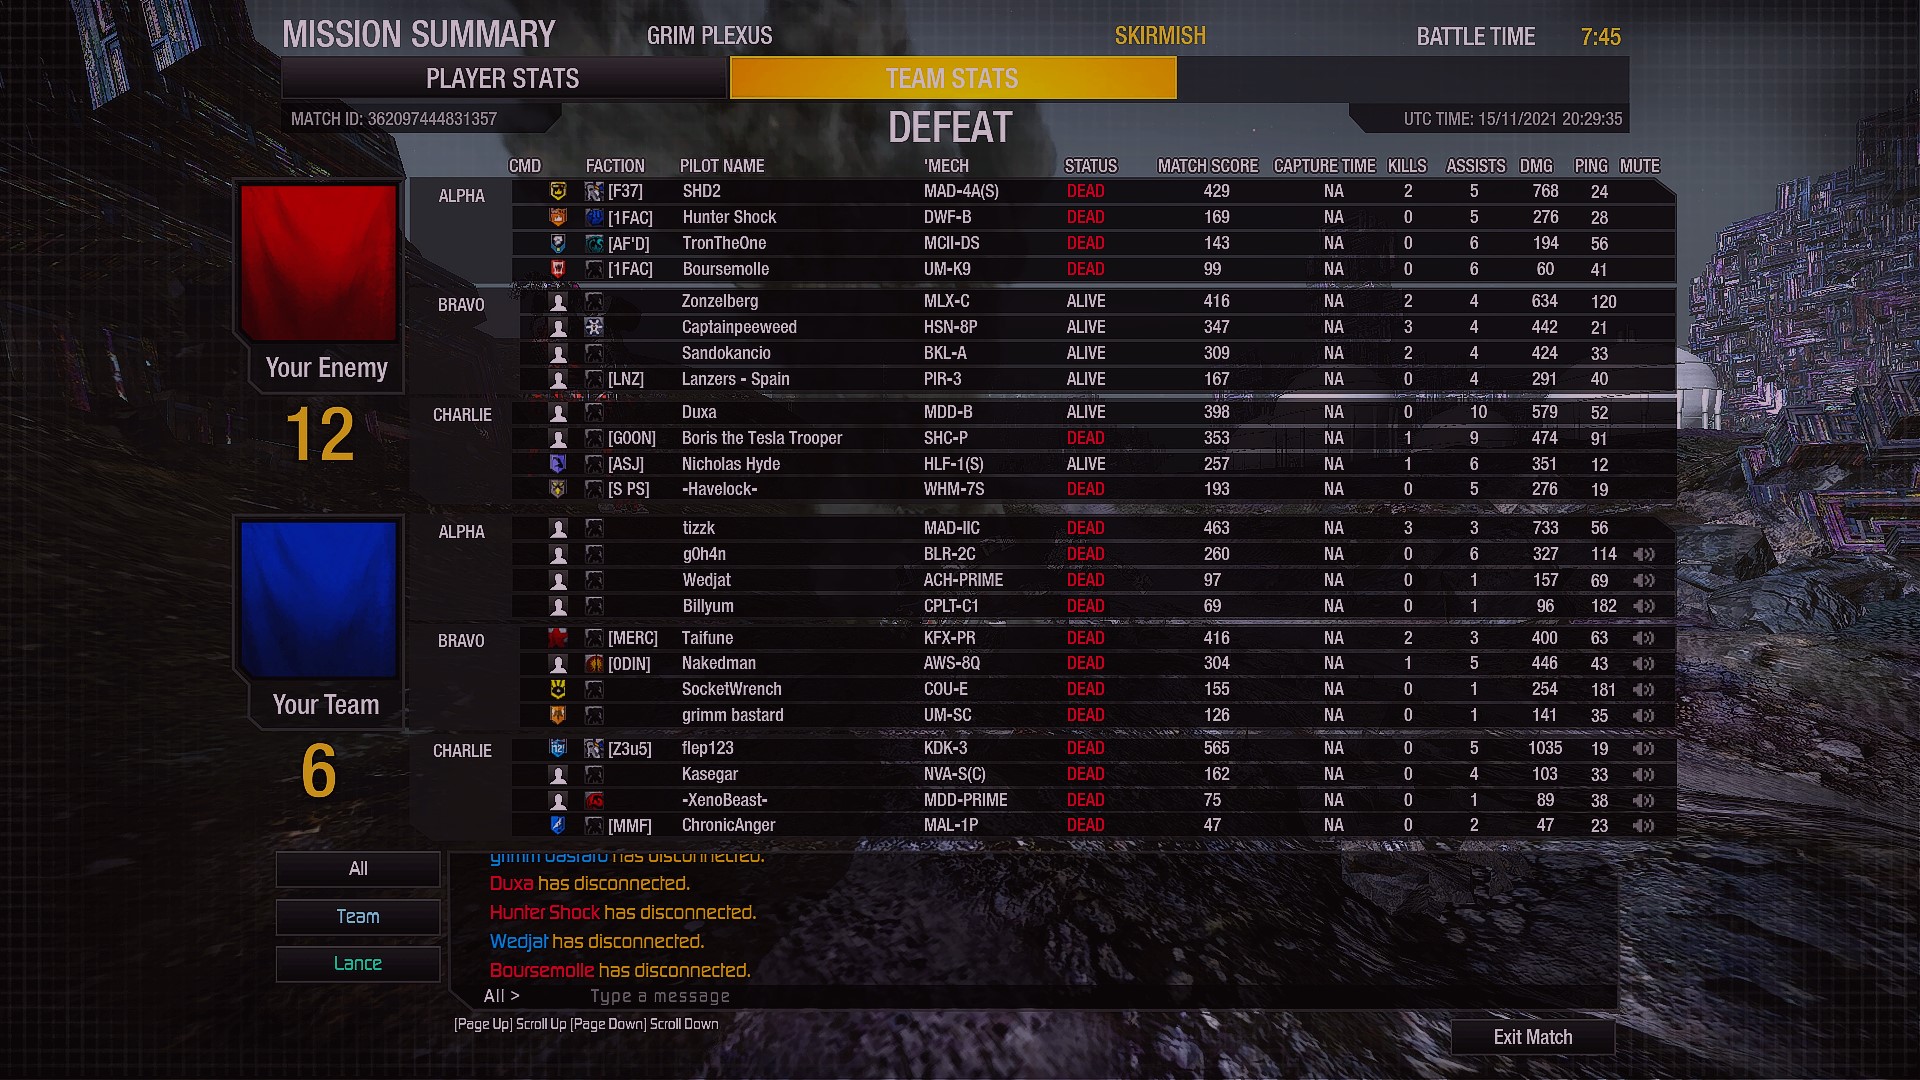 MISSION SUMMARY GRIM PLEXUS SKIRMISH BATTLE TIME 7:45
PLAYER STATS TEAM STATS
MATCH ID: 362097444831357 DEFEAT UTC TIME: 15/11/2021 20:29:35
CMD FACTION PILOT NAME 'MECH STATUS MATCH SCORE CAPTURE TIME KILLS ASSISTS DMG PING MUTE
ALPHA [F37] SHD2 MAD-4A(S) DEAD 429 NA 2 5 768 24
[1FAC] Hunter Shock DWF-B DEAD 169 NA 0 5 276 28
[AF'D] TronTheOne MCII-DS DEAD 143 NA 0 6 194 56
[1FAC] Boursemolle UM-K9 DEAD 99 NA 0 6 60 41
BRAVO Zonzelberg MLX-C ALIVE 416 NA 2 4 634 120
Captainpeeweed HSN-8P ALIVE 347 NA 3 4 442 21
Sandokancio BKL-A ALIVE 309 NA 2 4 424 33
[LNZ] Lanzers - Spain PIR-3 ALIVE 167 NA 0 4 291 40
Your Enemy
12
CHARLIE Duxa MDD-B ALIVE 398 NA 0 10 579 52
[GOON] Boris the Tesla Trooper SHC-P DEAD 353 NA 1 9 474 91
[ASJ] Nicholas Hyde HLF-1(S) ALIVE 257 NA 1 6 351 12
[S PS] -Havelock- WHM-7S DEAD 193 NA 0 5 276 19
ALPHA tizzk MAD-IIC DEAD 463 NA 3 3 733 56
g0h4n BLR-2C DEAD 260 NA 0 6 327 114
Wedjat ACH-PRIME DEAD 97 NA 0 1 157 69
Billyum CPLT-C1 DEAD 69 NA 0 1 96 182
BRAVO [MERC] Taifune KFX-PR DEAD 416 NA 2 3 400 63
[0DIN] Nakedman AWS-8Q DEAD 304 NA 1 5 446 43
SocketWrench COU-E DEAD 155 NA 0 1 254 181
grimm bastard UM-SC DEAD 126 NA 0 1 141 35
Your Team
6
CHARLIE [Z3u5] flep123 KDK-3 DEAD 565 NA 0 5 1035 19
Kasegar NVA-S(C) DEAD 162 NA 0 4 103 33
-XenoBeast- MDD-PRIME DEAD 75 NA 0 1 89 38
[MMF] ChronicAnger MAL-1P DEAD 47 NA 0 2 47 23
All
Team
Lance
grimm bastard has disconnected.
Duxa has disconnected.
Hunter Shock has disconnected.
Wedjat has disconnected.
Boursemolle has disconnected.
All > Type a message
[Page Up] Scroll Up [Page Down] Scroll Down
Exit Match